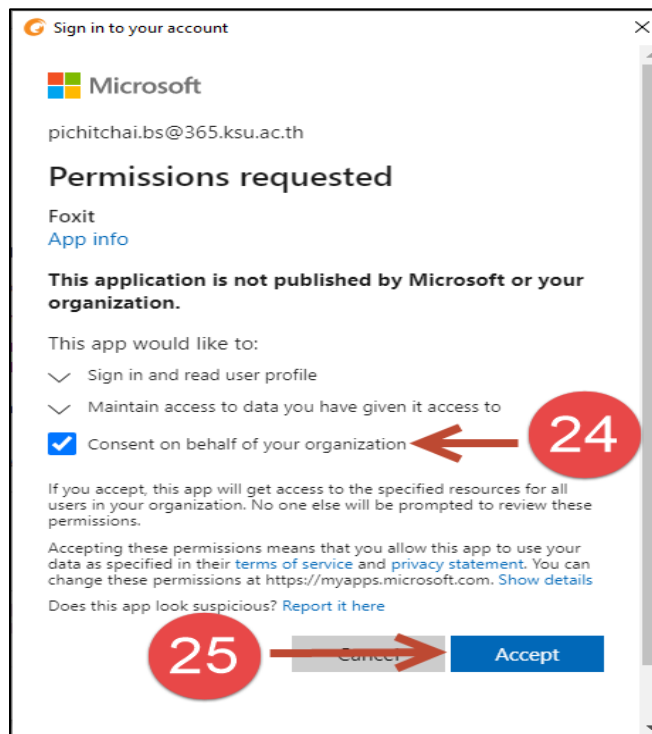 Sign in to your account
Microsoft
pichitchai.bs@365.ksu.ac.th
Permissions requested
Foxit
App info
This application is not published by Microsoft or your
organization.
This app would like to:
Sign in and read user profile
Maintain access to data you have given it access to
Consent on behalf of your organization
24
If you accept, this app will get access to the specified resources for all
users in your organization. No one else will be prompted to review these
permissions.
Accepting these permissions means that you allow this app to use your
data as specified in their terms of service and privacy statement. You can
change these permissions at https://myapps.microsoft.com. Show details
Does this app look suspicious? Report it here
25
Cancel
Accept